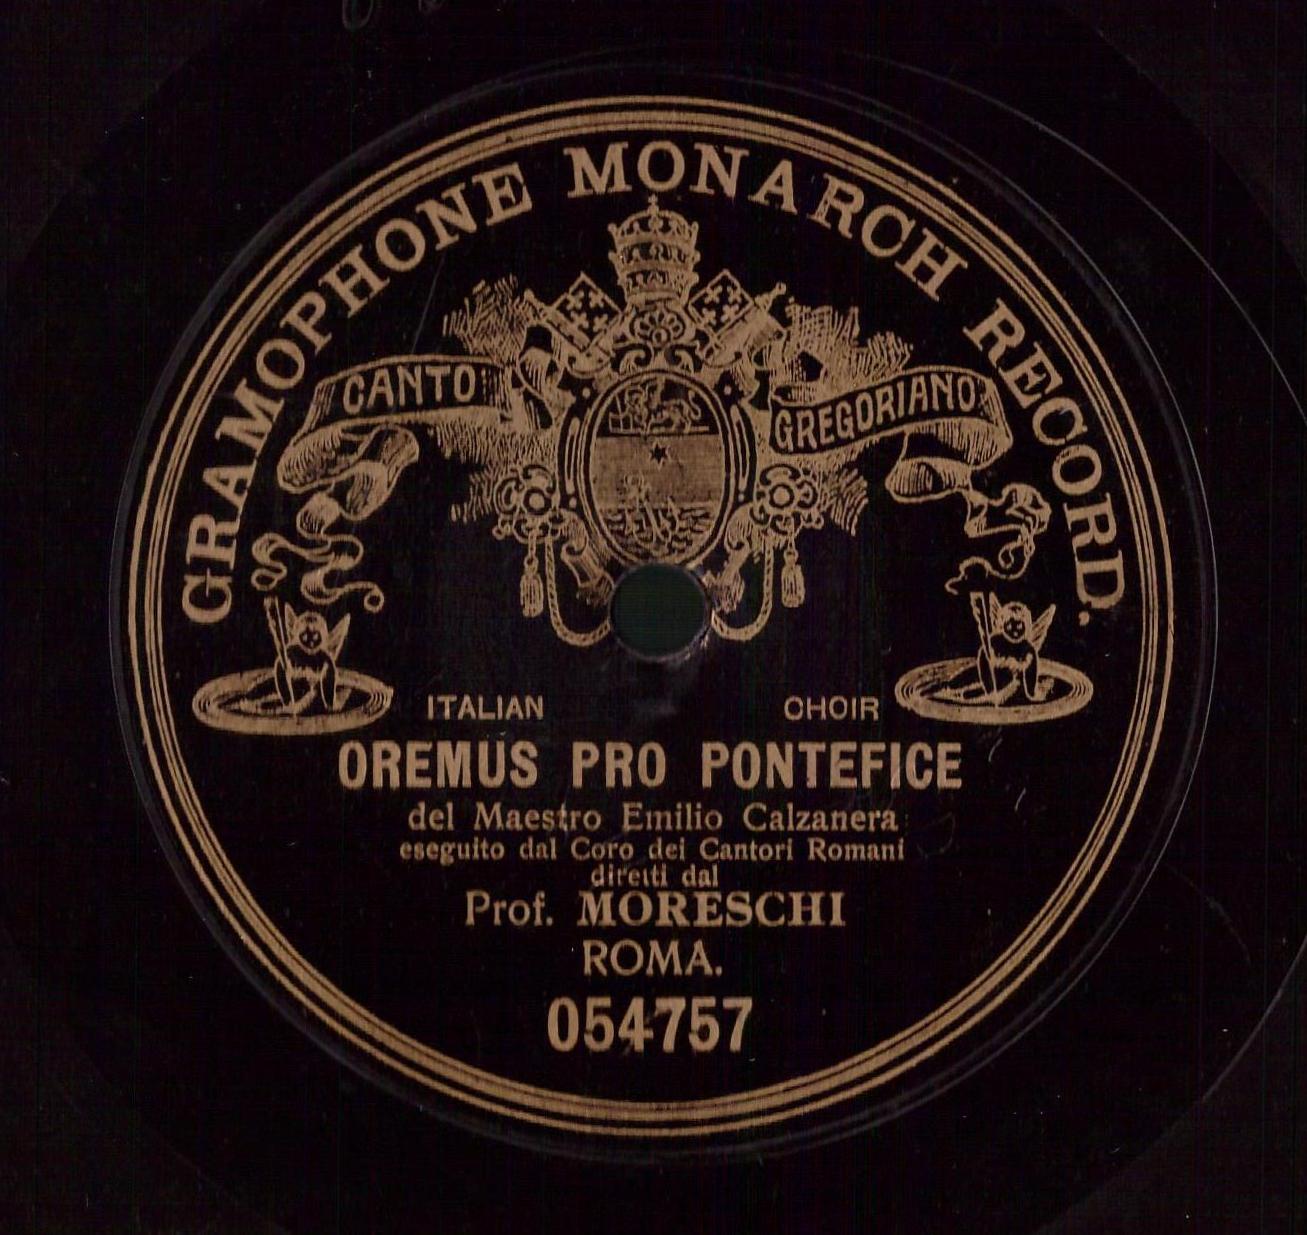 GRAMOPHONE MONARCH RECORD.
CANTO GREGORIANO
ITALIAN CHOIR
OREMUS PRO PONTEFICE
del Maestro Emilio Calzanera
eseguito dal Coro dei Cantori Romani
diretti dal
Prof. MORESCHI
ROMA.
054757